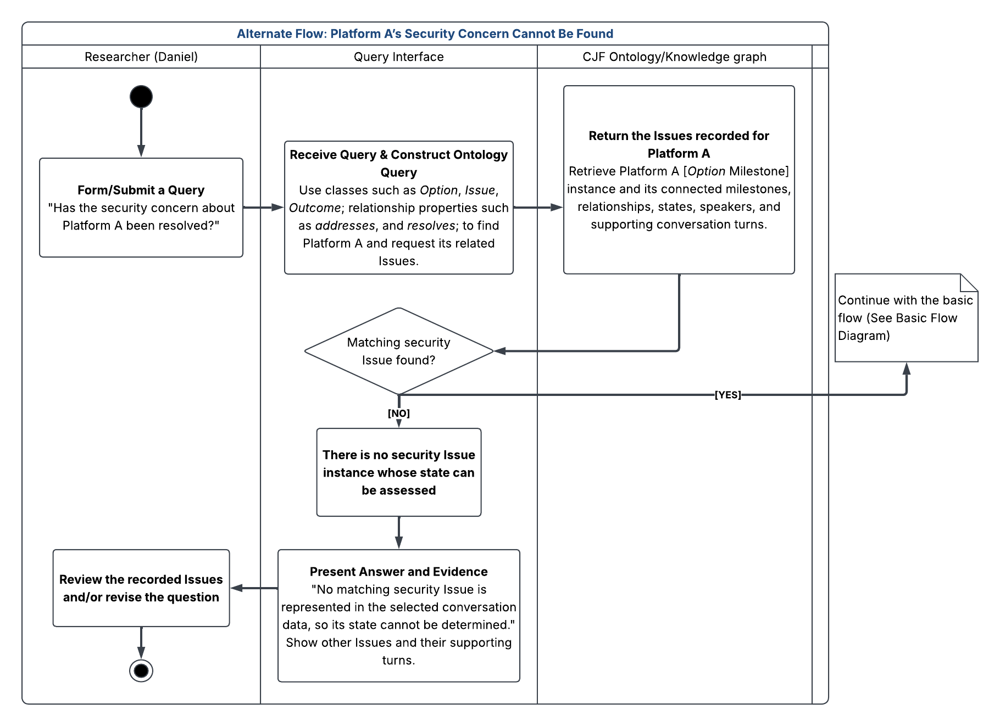 Alternate Flow: Platform A’s Security Concern Cannot Be Found
Researcher (Daniel)
Query Interface
CJF Ontology/Knowledge graph
Form/Submit a Query
"Has the security concern about
Platform A been resolved?"
Receive Query & Construct Ontology
Query
Use classes such as Option, Issue,
Outcome; relationship properties such
as addresses, and resolves; to find
Platform A and request its related
Issues.
Return the Issues recorded for
Platform A
Retrieve Platform A [Option Milestone]
instance and its connected milestones,
relationships, states, speakers, and
supporting conversation turns.
Continue with the basic
flow (See Basic Flow
Diagram)
Matching security
Issue found?
[YES]
[NO]
There is no security Issue
instance whose state can
be assessed
Present Answer and Evidence
"No matching security Issue is
represented in the selected conversation
data, so its state cannot be determined."
Show other Issues and their supporting
turns.
Review the recorded Issues
and/or revise the question